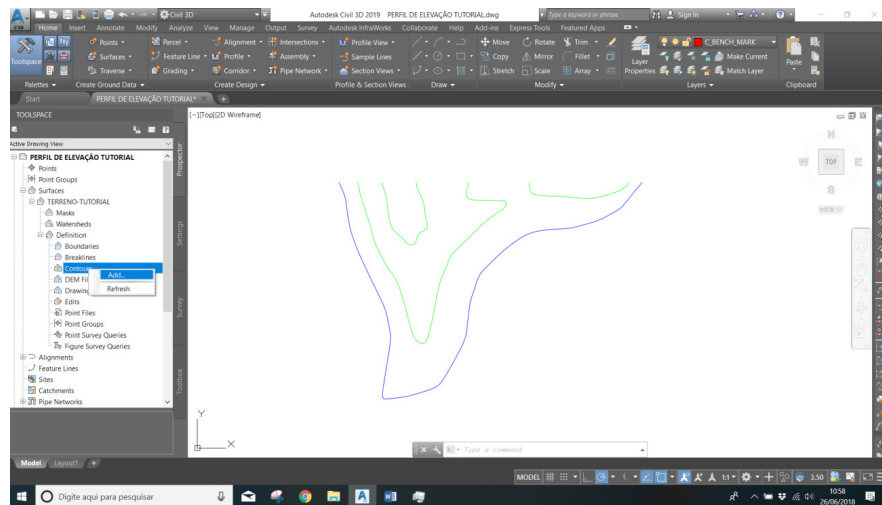 Civil 3D
Autodesk Civil 3D 2019 PERFIL DE ELEVAÇÃO TUTORIAL.dwg
Type a keyword or phrase
Sign In
Home Insert Annotate Modify Analyze View Manage Output Survey Autodesk InfraWorks Collaborate Help Add-ins Express Tools Featured Apps
Toolspace
Points
Surfaces
Traverse
Parcel
Feature Line
Grading
Alignment
Profile
Corridor
Intersections
Assembly
Pipe Network
Profile View
Sample Lines
Section Views
Move
Copy
Stretch
Rotate
Mirror
Scale
Trim
Fillet
Array
Layer
Properties
C_BENCH_MARK
Make Current
Match Layer
Paste
Palettes
Create Ground Data
Create Design
Profile & Section Views
Draw
Modify
Layers
Clipboard
Start
PERFIL DE ELEVAÇÃO TUTORIAL*
TOOLSPACE
Active Drawing View
PERFIL DE ELEVAÇÃO TUTORIAL
Points
Point Groups
Surfaces
TERRENO-TUTORIAL
Masks
Watersheds
Definition
Boundaries
Breaklines
Contours
DEM Fi
Drawing
Edits
Point Files
Point Groups
Point Survey Queries
Figure Survey Queries
Alignments
Feature Lines
Sites
Catchments
Pipe Networks
Add...
Refresh
Prospector
Settings
Survey
Toolbox
[-][Top][2D Wireframe]
N
W
TOP
E
S
WCS
Y
X
Type a command
Model Layout1 +
MODEL
1:1
3.50
Digite aqui para pesquisar
10:58
26/06/2018